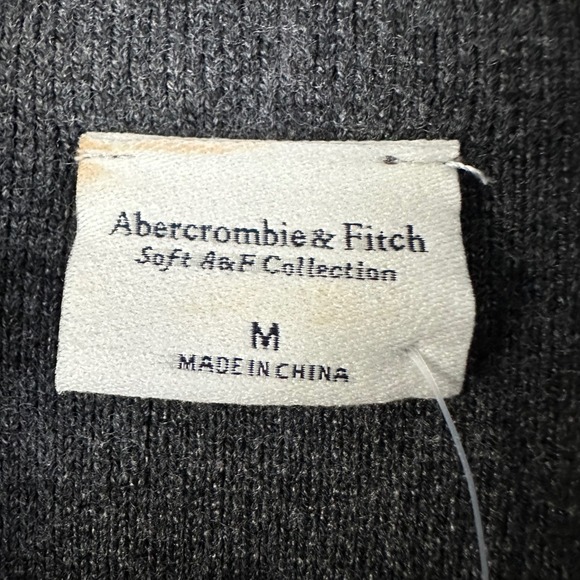 Abercrombie & Fitch
Soft A&F Collection
M
MADE IN CHINA